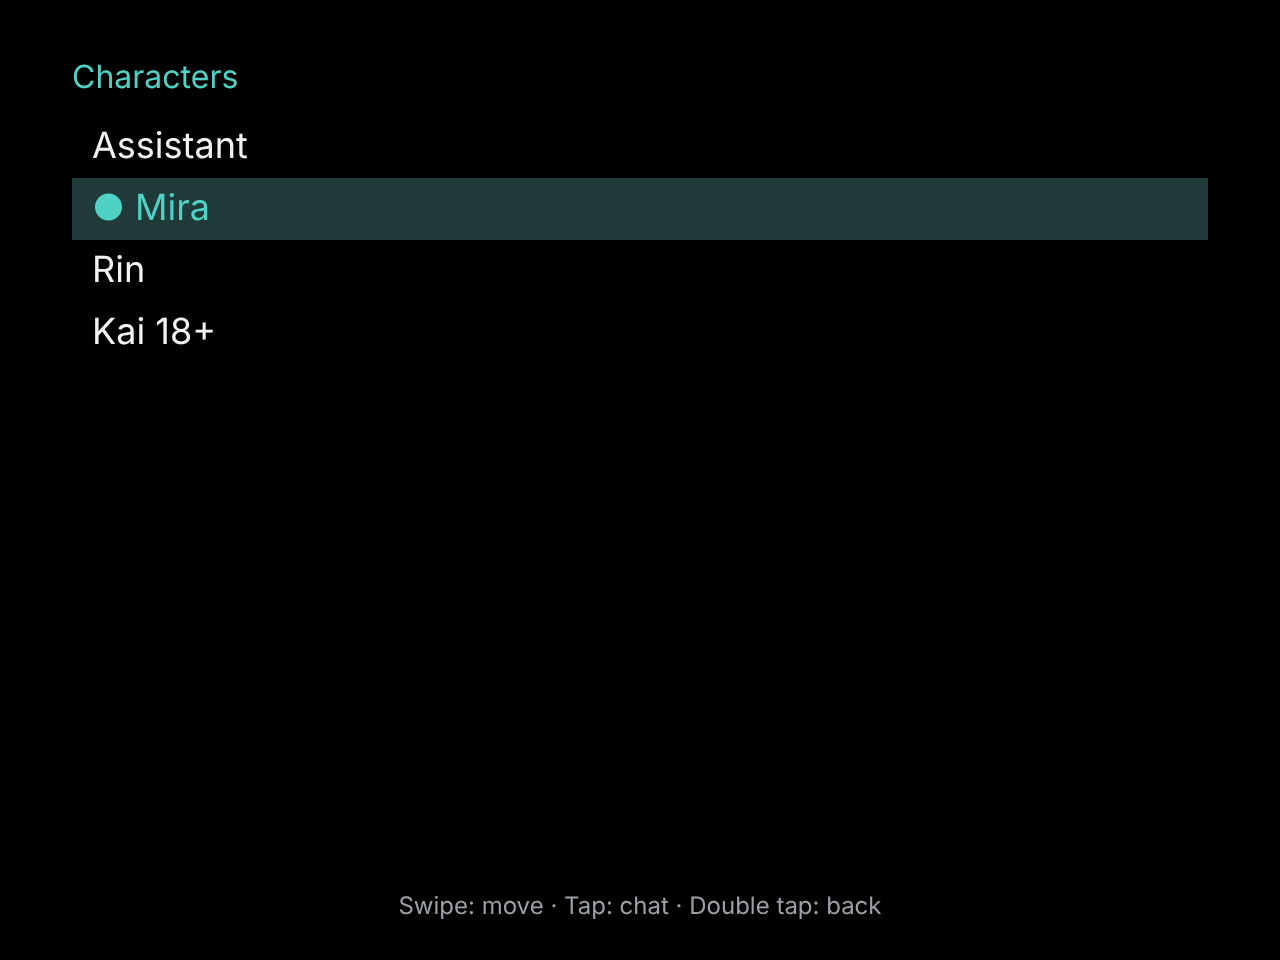 Characters
Assistant
Mira
Rin
Kai 18+
Swipe: move · Tap: chat · Double tap: back